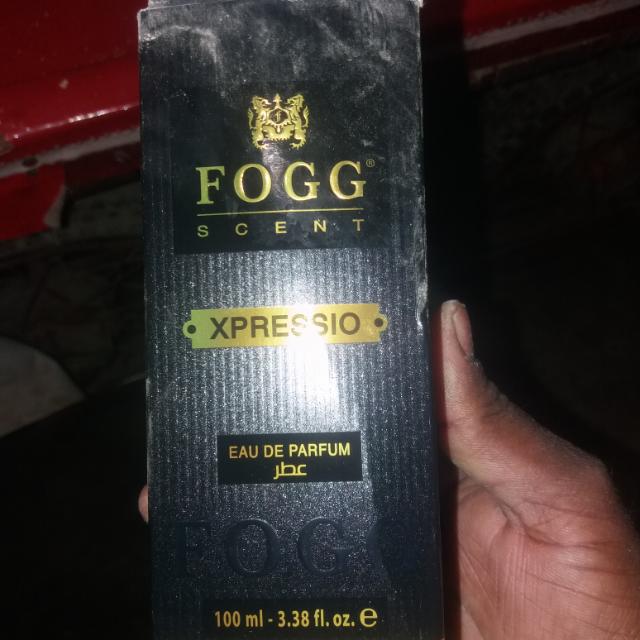 FOGG®
SCENT
XPRESSIO
EAU DE PARFUM
عطر
FOGG
100 ml - 3.38 fl. oz. ℮